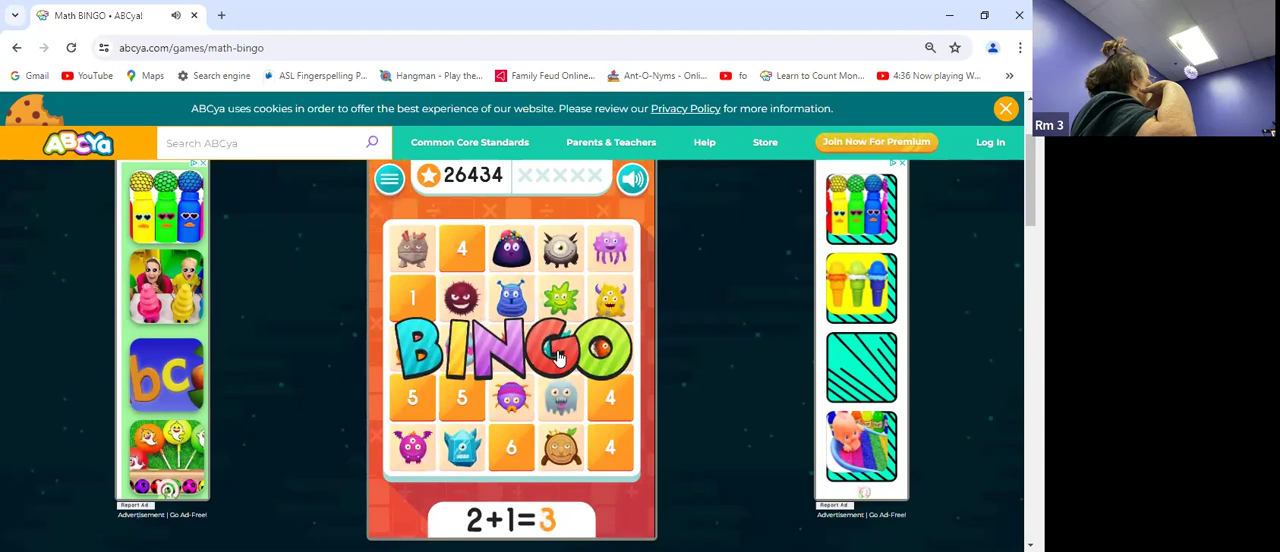 Math BINGO • ABCya!
abcya.com/games/math-bingo
Gmail YouTube Maps Search engine ASL Fingerspelling P... Hangman - Play the... Family Feud Online... Ant-O-Nyms - Onli... fo Learn to Count Mon... 4:36 Now playing W... »
Rm 3
ABCya uses cookies in order to offer the best experience of our website. Please review our Privacy Policy for more information.
ABCya Search ABCya Common Core Standards Parents & Teachers Help Store Join Now For Premium Log In
26434
4
1
BINGO
5 5 4
6 4
2+1=3
bc
Report Ad
Advertisement | Go Ad-Free!
Report Ad
Advertisement | Go Ad-Free!